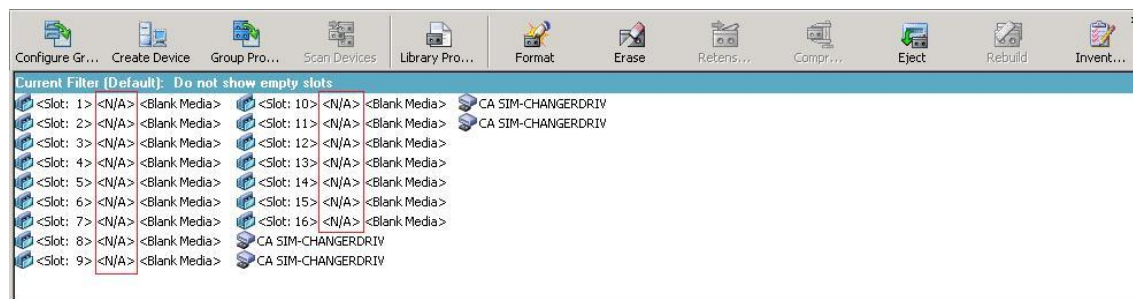 Configure Gr... Create Device Group Pro... Scan Devices Library Pro... Format Erase Retens... Compr... Eject Rebuild Invent...
Current Filter (Default): Do not show empty slots
<Slot: 1> <N/A> <Blank Media> <Slot: 10> <N/A> <Blank Media> CA SIM-CHANGERDRIV
<Slot: 2> <N/A> <Blank Media> <Slot: 11> <N/A> <Blank Media> CA SIM-CHANGERDRIV
<Slot: 3> <N/A> <Blank Media> <Slot: 12> <N/A> <Blank Media>
<Slot: 4> <N/A> <Blank Media> <Slot: 13> <N/A> <Blank Media>
<Slot: 5> <N/A> <Blank Media> <Slot: 14> <N/A> <Blank Media>
<Slot: 6> <N/A> <Blank Media> <Slot: 15> <N/A> <Blank Media>
<Slot: 7> <N/A> <Blank Media> <Slot: 16> <N/A> <Blank Media>
<Slot: 8> <N/A> <Blank Media> CA SIM-CHANGERDRIV
<Slot: 9> <N/A> <Blank Media> CA SIM-CHANGERDRIV